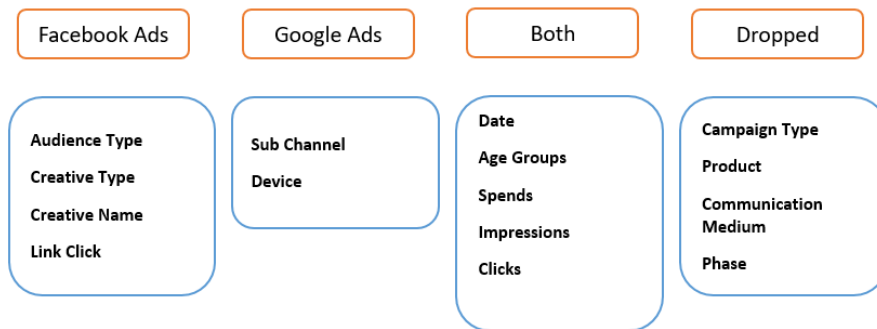 Facebook Ads
Google Ads
Both
Dropped
Audience Type
Creative Type
Creative Name
Link Click
Sub Channel
Device
Date
Age Groups
Spends
Impressions
Clicks
Campaign Type
Product
Communication
Medium
Phase